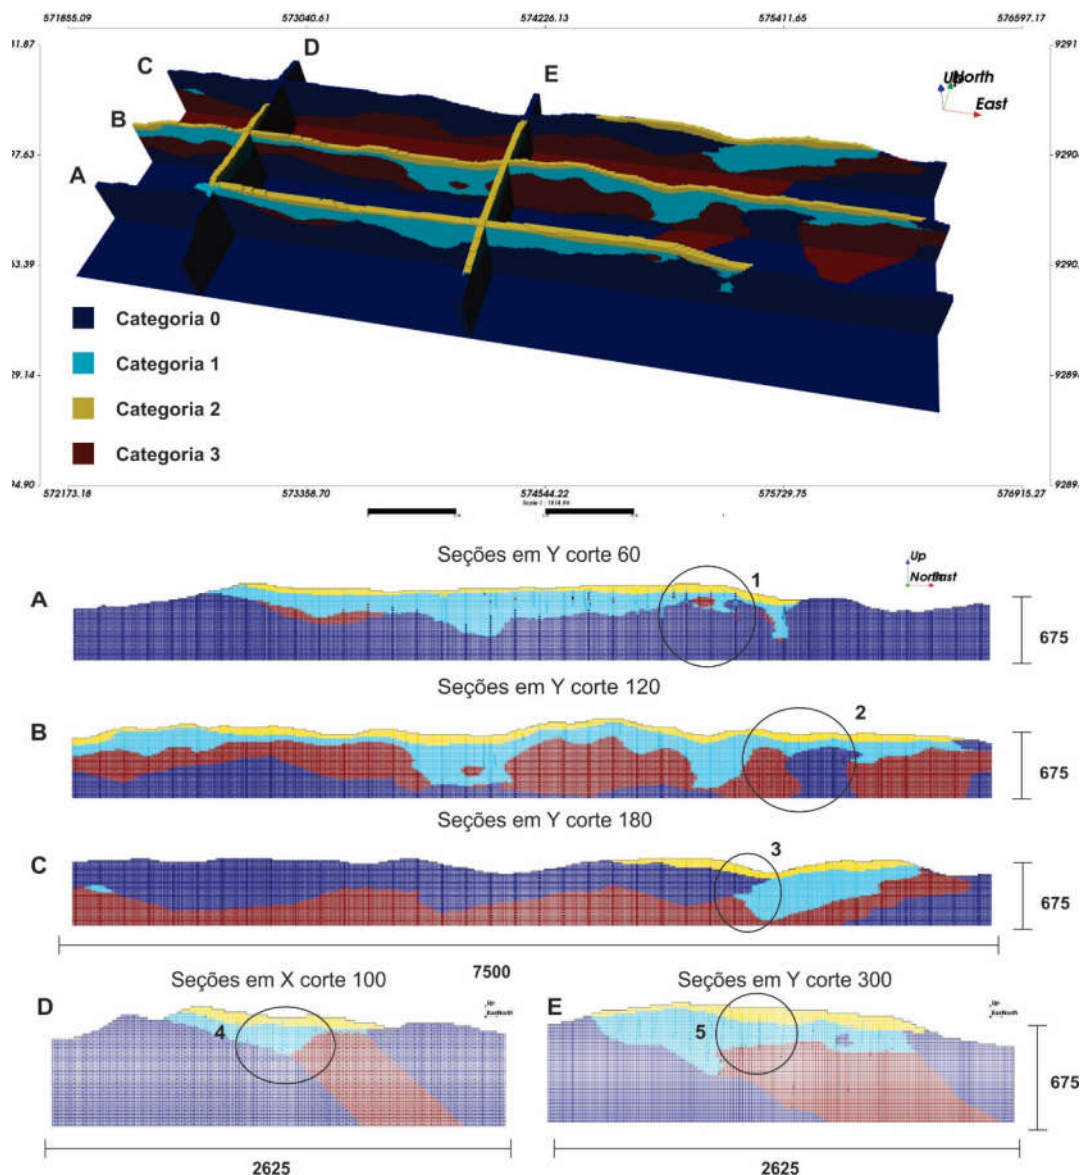 571855.09 573040.61 574226.13 575411.65 576597.17
D
E
C
B
A
North
East
Categoria 0
Categoria 1
Categoria 2
Categoria 3
572173.18 573358.70 574544.22 575729.75 576915.27
Seções em Y corte 60
A
1
Up
675
Seções em Y corte 120
B
2
675
Seções em Y corte 180
C
3
675
7500
Seções em X corte 100
Seções em Y corte 300
D
4
E
5
Up
EastNorth
675
2625
2625